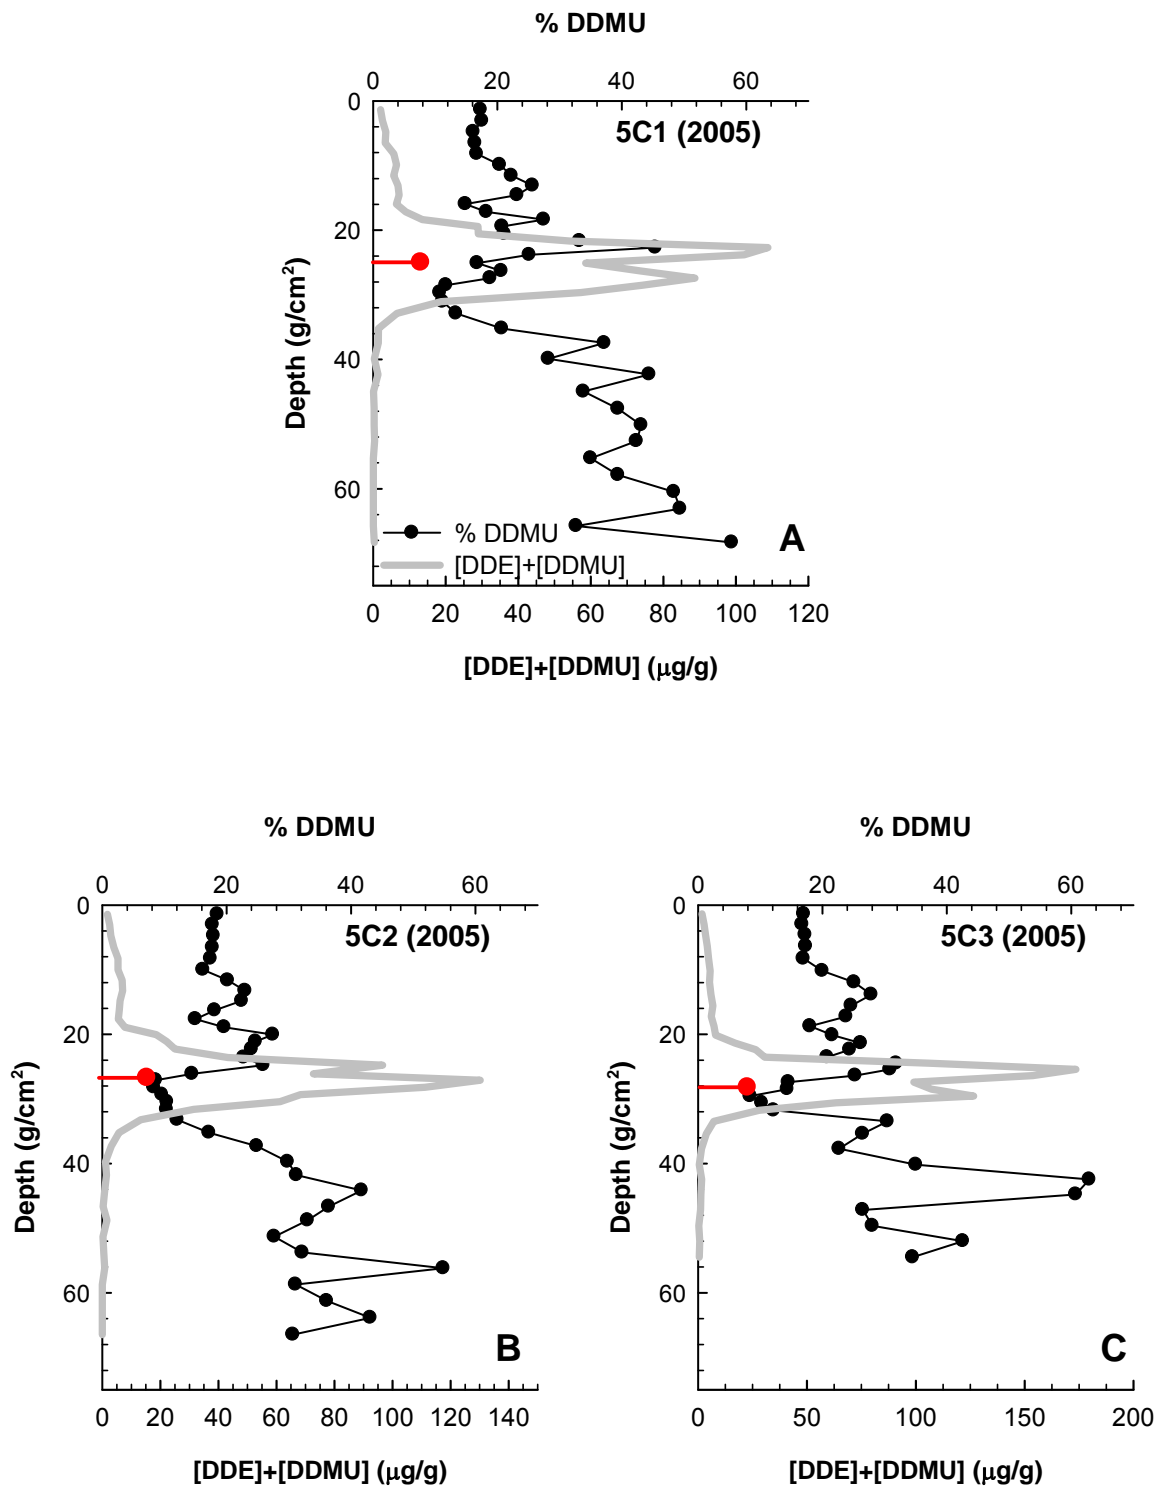 % DDMU
0 20 40 60
0
5C1 (2005)
20
Depth (g/cm²)
40
60
% DDMU
A
[DDE]+[DDMU]
0 20 40 60 80 100 120
[DDE]+[DDMU] (μg/g)
% DDMU
0 20 40 60
0
5C2 (2005)
20
Depth (g/cm²)
40
60
B
0 20 40 60 80 100 120 140
[DDE]+[DDMU] (μg/g)
% DDMU
0 20 40 60
0
5C3 (2005)
20
Depth (g/cm²)
40
60
C
0 50 100 150 200
[DDE]+[DDMU] (μg/g)